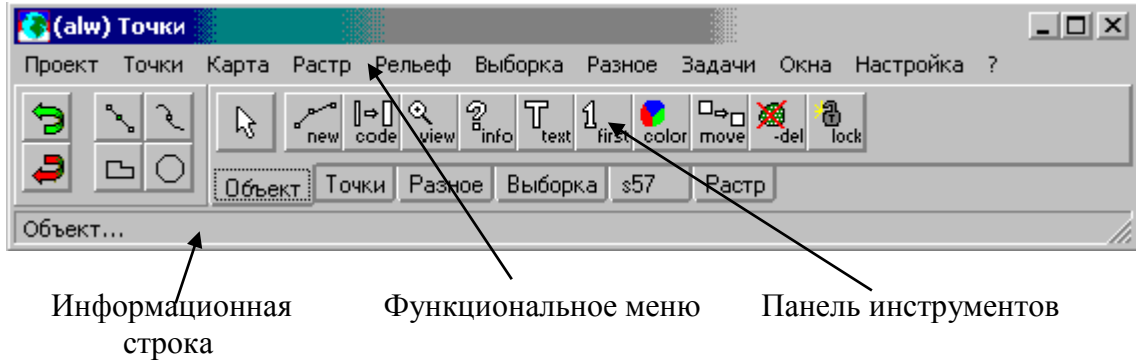 (alw) Точки
Проект Точки Карта Растр Рельеф Выборка Разное Задачи Окна Настройка ?
new code view info text first color move -del lock
Объект Точки Разное Выборка s57 Растр
Объект...
Информационная строка
Функциональное меню
Панель инструментов